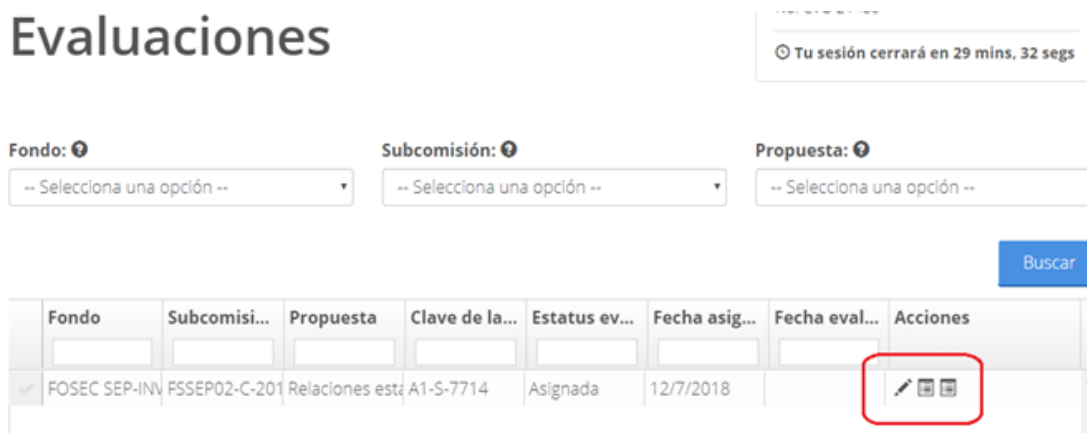 Evaluaciones
Tu sesión cerrará en 29 mins, 32 segs
Fondo:
Subcomisión:
Propuesta:
-- Selecciona una opción --
-- Selecciona una opción --
-- Selecciona una opción --
Buscar
Fondo Subcomisi... Propuesta Clave de la... Estatus ev... Fecha asig... Fecha eval... Acciones
FOSEC SEP-INV FSSEP02-C-201 Relaciones esta A1-S-7714 Asignada 12/7/2018